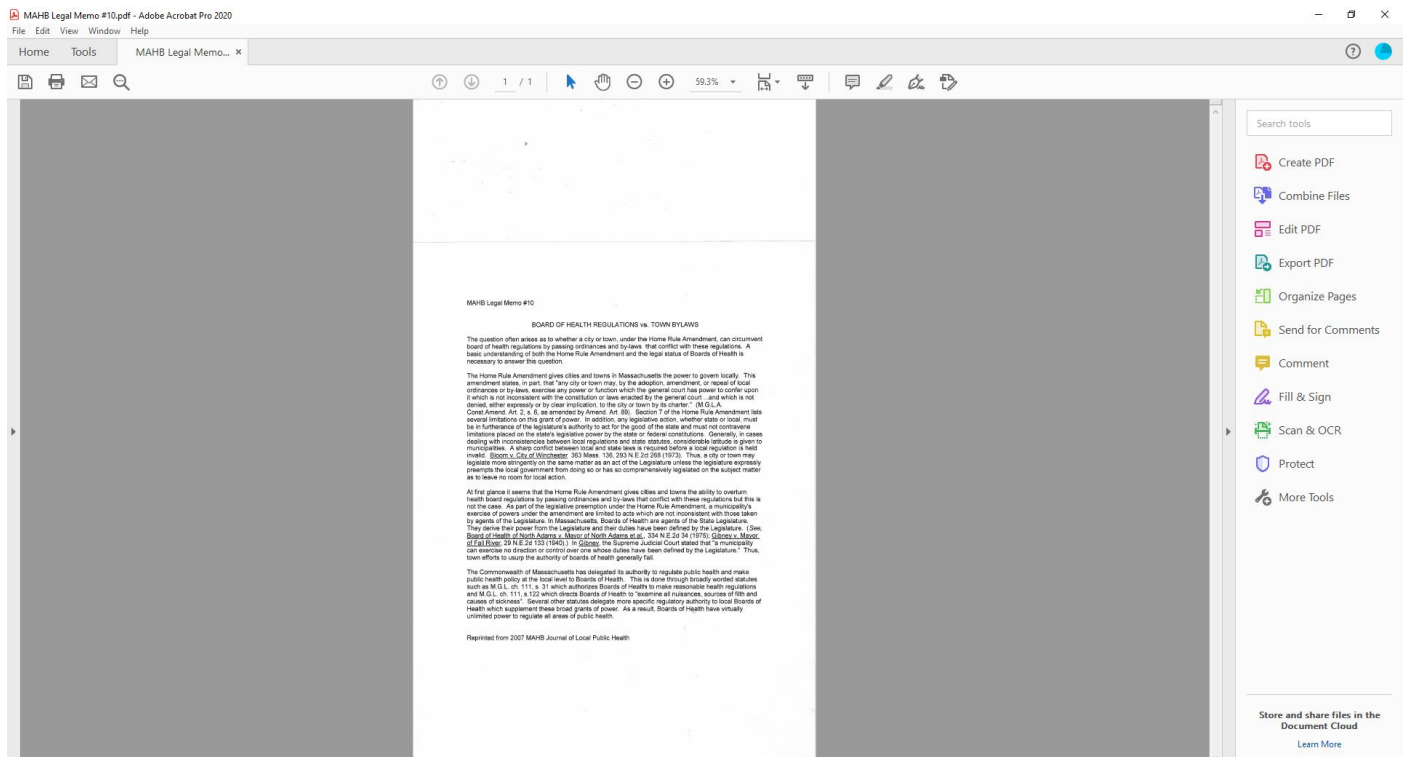 MAHB Legal Memo #10.pdf - Adobe Acrobat Pro 2020
File Edit View Window Help
Home Tools MAHB Legal Memo... ×
1 / 1 59.3%
Search tools
Create PDF
Combine Files
Edit PDF
Export PDF
Organize Pages
Send for Comments
Comment
Fill & Sign
Scan & OCR
Protect
More Tools
Store and share files in the
Document Cloud
Learn More
MAHB Legal Memo #10
BOARD OF HEALTH REGULATIONS vs. TOWN BYLAWS
The question often arises as to whether a city or town, under the Home Rule Amendment, can circumvent
board of health regulations by passing ordinances and by-laws that conflict with these regulations. A
basic understanding of both the Home Rule Amendment and the legal status of Boards of Health is
necessary to answer this question.
The Home Rule Amendment gives cities and towns in Massachusetts the power to govern locally. This
amendment states, in part, that "any city or town may, by the adoption, amendment, or repeal of local
ordinances or by-laws, exercise any power or function which the general court has power to confer upon
it which is not inconsistent with the constitution or laws enacted by the general court ...and which is not
denied, either expressly or by clear implication, to the city or town by its charter." (M.G.L.A.
Const.Amend. Art. 2, s. 6, as amended by Amend. Art. 89). Section 7 of the Home Rule Amendment lists
several limitations on this grant of power. In addition, any legislative action, whether state or local, must
be in furtherance of the legislature's authority to act for the good of the state and must not contravene
limitations placed on the state's legislative power by the state or federal constitutions. Generally, in cases
dealing with inconsistencies between local regulations and state statutes, considerable latitude is given to
municipalities. A sharp conflict between local and state laws is required before a local regulation is held
invalid. Bloom v. City of Winchester 363 Mass. 136, 293 N.E.2d 268 (1973). Thus, a city or town may
legislate more stringently on the same matter as an act of the Legislature unless the legislature expressly
preempts the local government from doing so or has so comprehensively legislated on the subject matter
as to leave no room for local action.
At first glance it seems that the Home Rule Amendment gives cities and towns the ability to overturn
health board regulations by passing ordinances and by-laws that conflict with these regulations but this is
not the case. As part of the legislative preemption under the Home Rule Amendment, a municipality's
exercise of powers under the amendment are limited to acts which are not inconsistent with those taken
by agents of the Legislature. In Massachusetts, Boards of Health are agents of the State Legislature.
They derive their power from the Legislature and their duties have been defined by the Legislature. (See,
Board of Health of North Adams v. Mayor of North Adams et al., 334 N.E.2d 34 (1975); Gibney v. Mayor
of Fall River, 29 N.E.2d 133 (1940).) In Gibney, the Supreme Judicial Court stated that "a municipality
can exercise no direction or control over one whose duties have been defined by the Legislature." Thus,
town efforts to usurp the authority of boards of health generally fail.
The Commonwealth of Massachusetts has delegated its authority to regulate public health and make
public health policy at the local level to Boards of Health. This is done through broadly worded statutes
such as M.G.L. ch. 111, s. 31 which authorizes Boards of Health to make reasonable health regulations
and M.G.L. ch. 111, s.122 which directs Boards of Health to "examine all nuisances, sources of filth and
causes of sickness". Several other statutes delegate more specific regulatory authority to local Boards of
Health which supplement these broad grants of power. As a result, Boards of Health have virtually
unlimited power to regulate all areas of public health.
Reprinted from 2007 MAHB Journal of Local Public Health